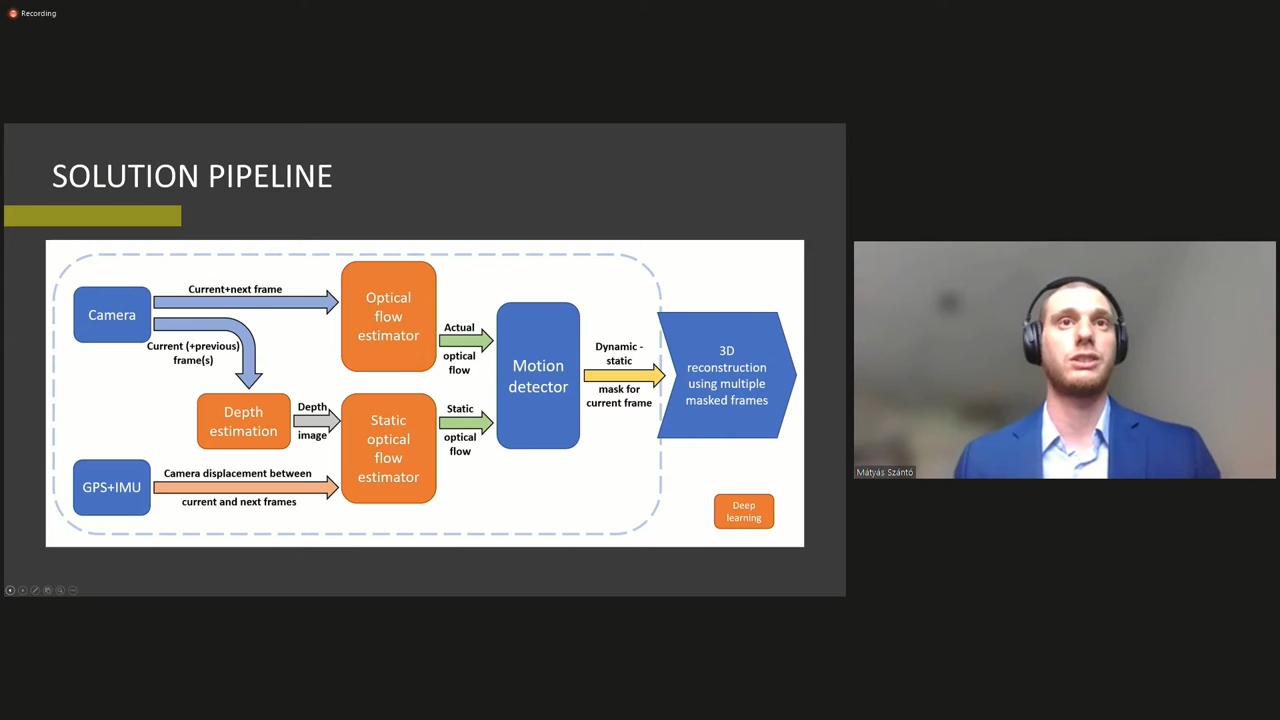 Recording
SOLUTION PIPELINE
Camera
Current+next frame
Current (+previous)
frame(s)
Optical
flow
estimator
Actual
optical
flow
Depth
estimation
Depth
image
Static
optical
flow
estimator
Static
optical
flow
GPS+IMU
Camera displacement between
current and next frames
Motion
detector
Dynamic -
static
mask for
current frame
3D
reconstruction
using multiple
masked frames
Deep
learning
Mátyás Szántó